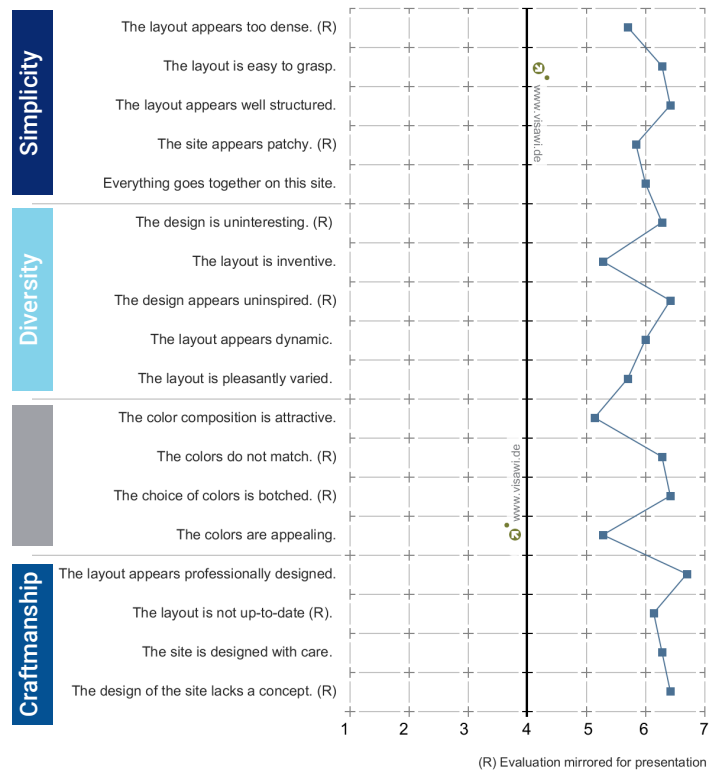 Simplicity
The layout appears too dense. (R)
The layout is easy to grasp.
The layout appears well structured.
The site appears patchy. (R)
Everything goes together on this site.
www.visawi.de
Diversity
The design is uninteresting. (R)
The layout is inventive.
The design appears uninspired. (R)
The layout appears dynamic.
The layout is pleasantly varied.
The color composition is attractive.
The colors do not match. (R)
The choice of colors is botched. (R)
The colors are appealing.
www.visawi.de
Craftmanship
The layout appears professionally designed.
The layout is not up-to-date (R).
The site is designed with care.
The design of the site lacks a concept. (R)
1 2 3 4 5 6 7
(R) Evaluation mirrored for presentation